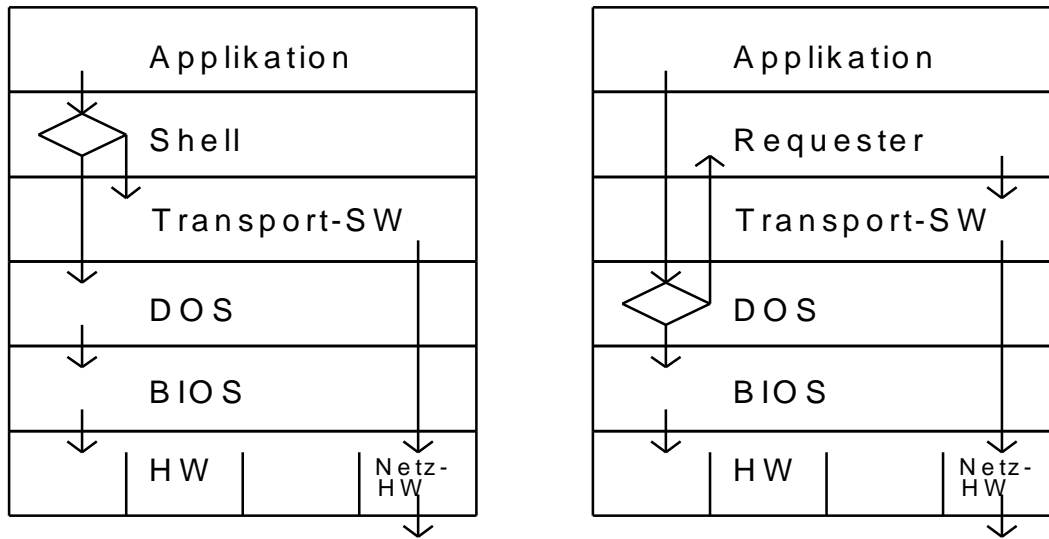 Applikation
Shell
Transport-SW
DOS
BIOS
HW
Netz-
HW
Applikation
Requester
Transport-SW
DOS
BIOS
HW
Netz-
HW